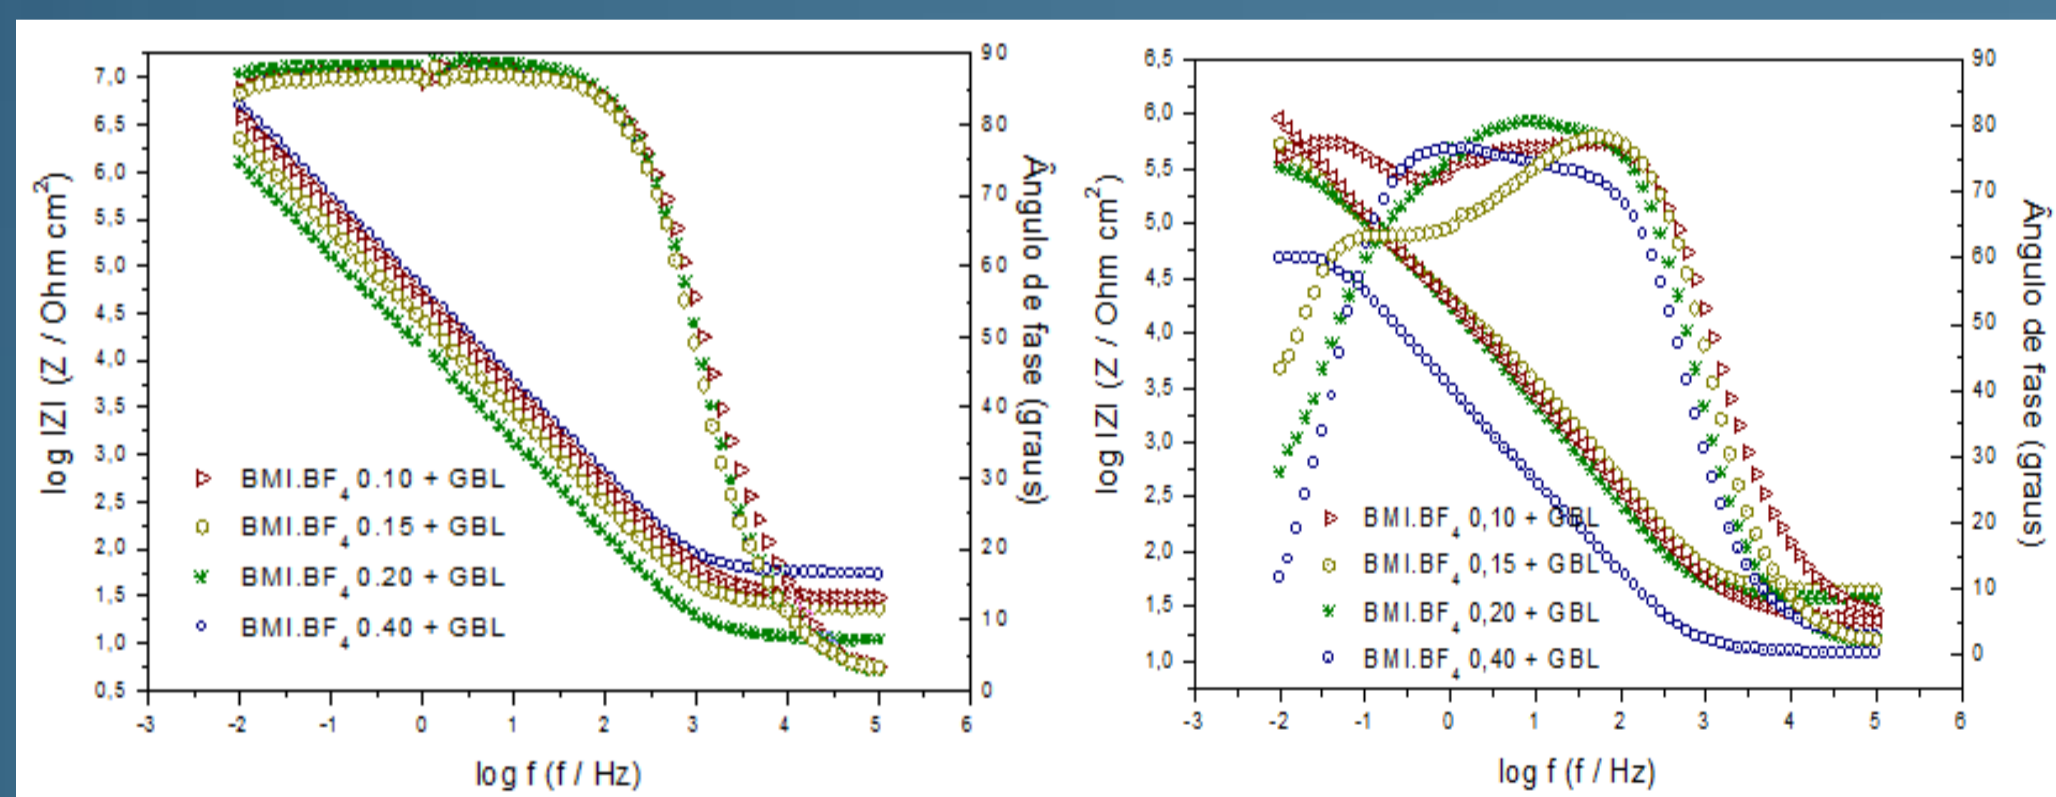 log IZI (Z / Ohm cm²)
7,0
6,5
6,0
5,5
5,0
4,5
4,0
3,5
3,0
2,5
2,0
1,5
1,0
0,5
BMI.BF₄ 0.10 + GBL
BMI.BF₄ 0.15 + GBL
BMI.BF₄ 0.20 + GBL
BMI.BF₄ 0.40 + GBL
-3 -2 -1 0 1 2 3 4 5 6
log f (f / Hz)
90
80
70
60
50
40
30
20
10
0
Ângulo de fase (graus)
log IZI (Z / Ohm cm²)
6,5
6,0
5,5
5,0
4,5
4,0
3,5
3,0
2,5
2,0
1,5
1,0
BMI.BF₄ 0,10 + GBL
BMI.BF₄ 0,15 + GBL
BMI.BF₄ 0,20 + GBL
BMI.BF₄ 0,40 + GBL
-3 -2 -1 0 1 2 3 4 5 6
log f (f / Hz)
90
80
70
60
50
40
30
20
10
0
Ângulo de fase (graus)